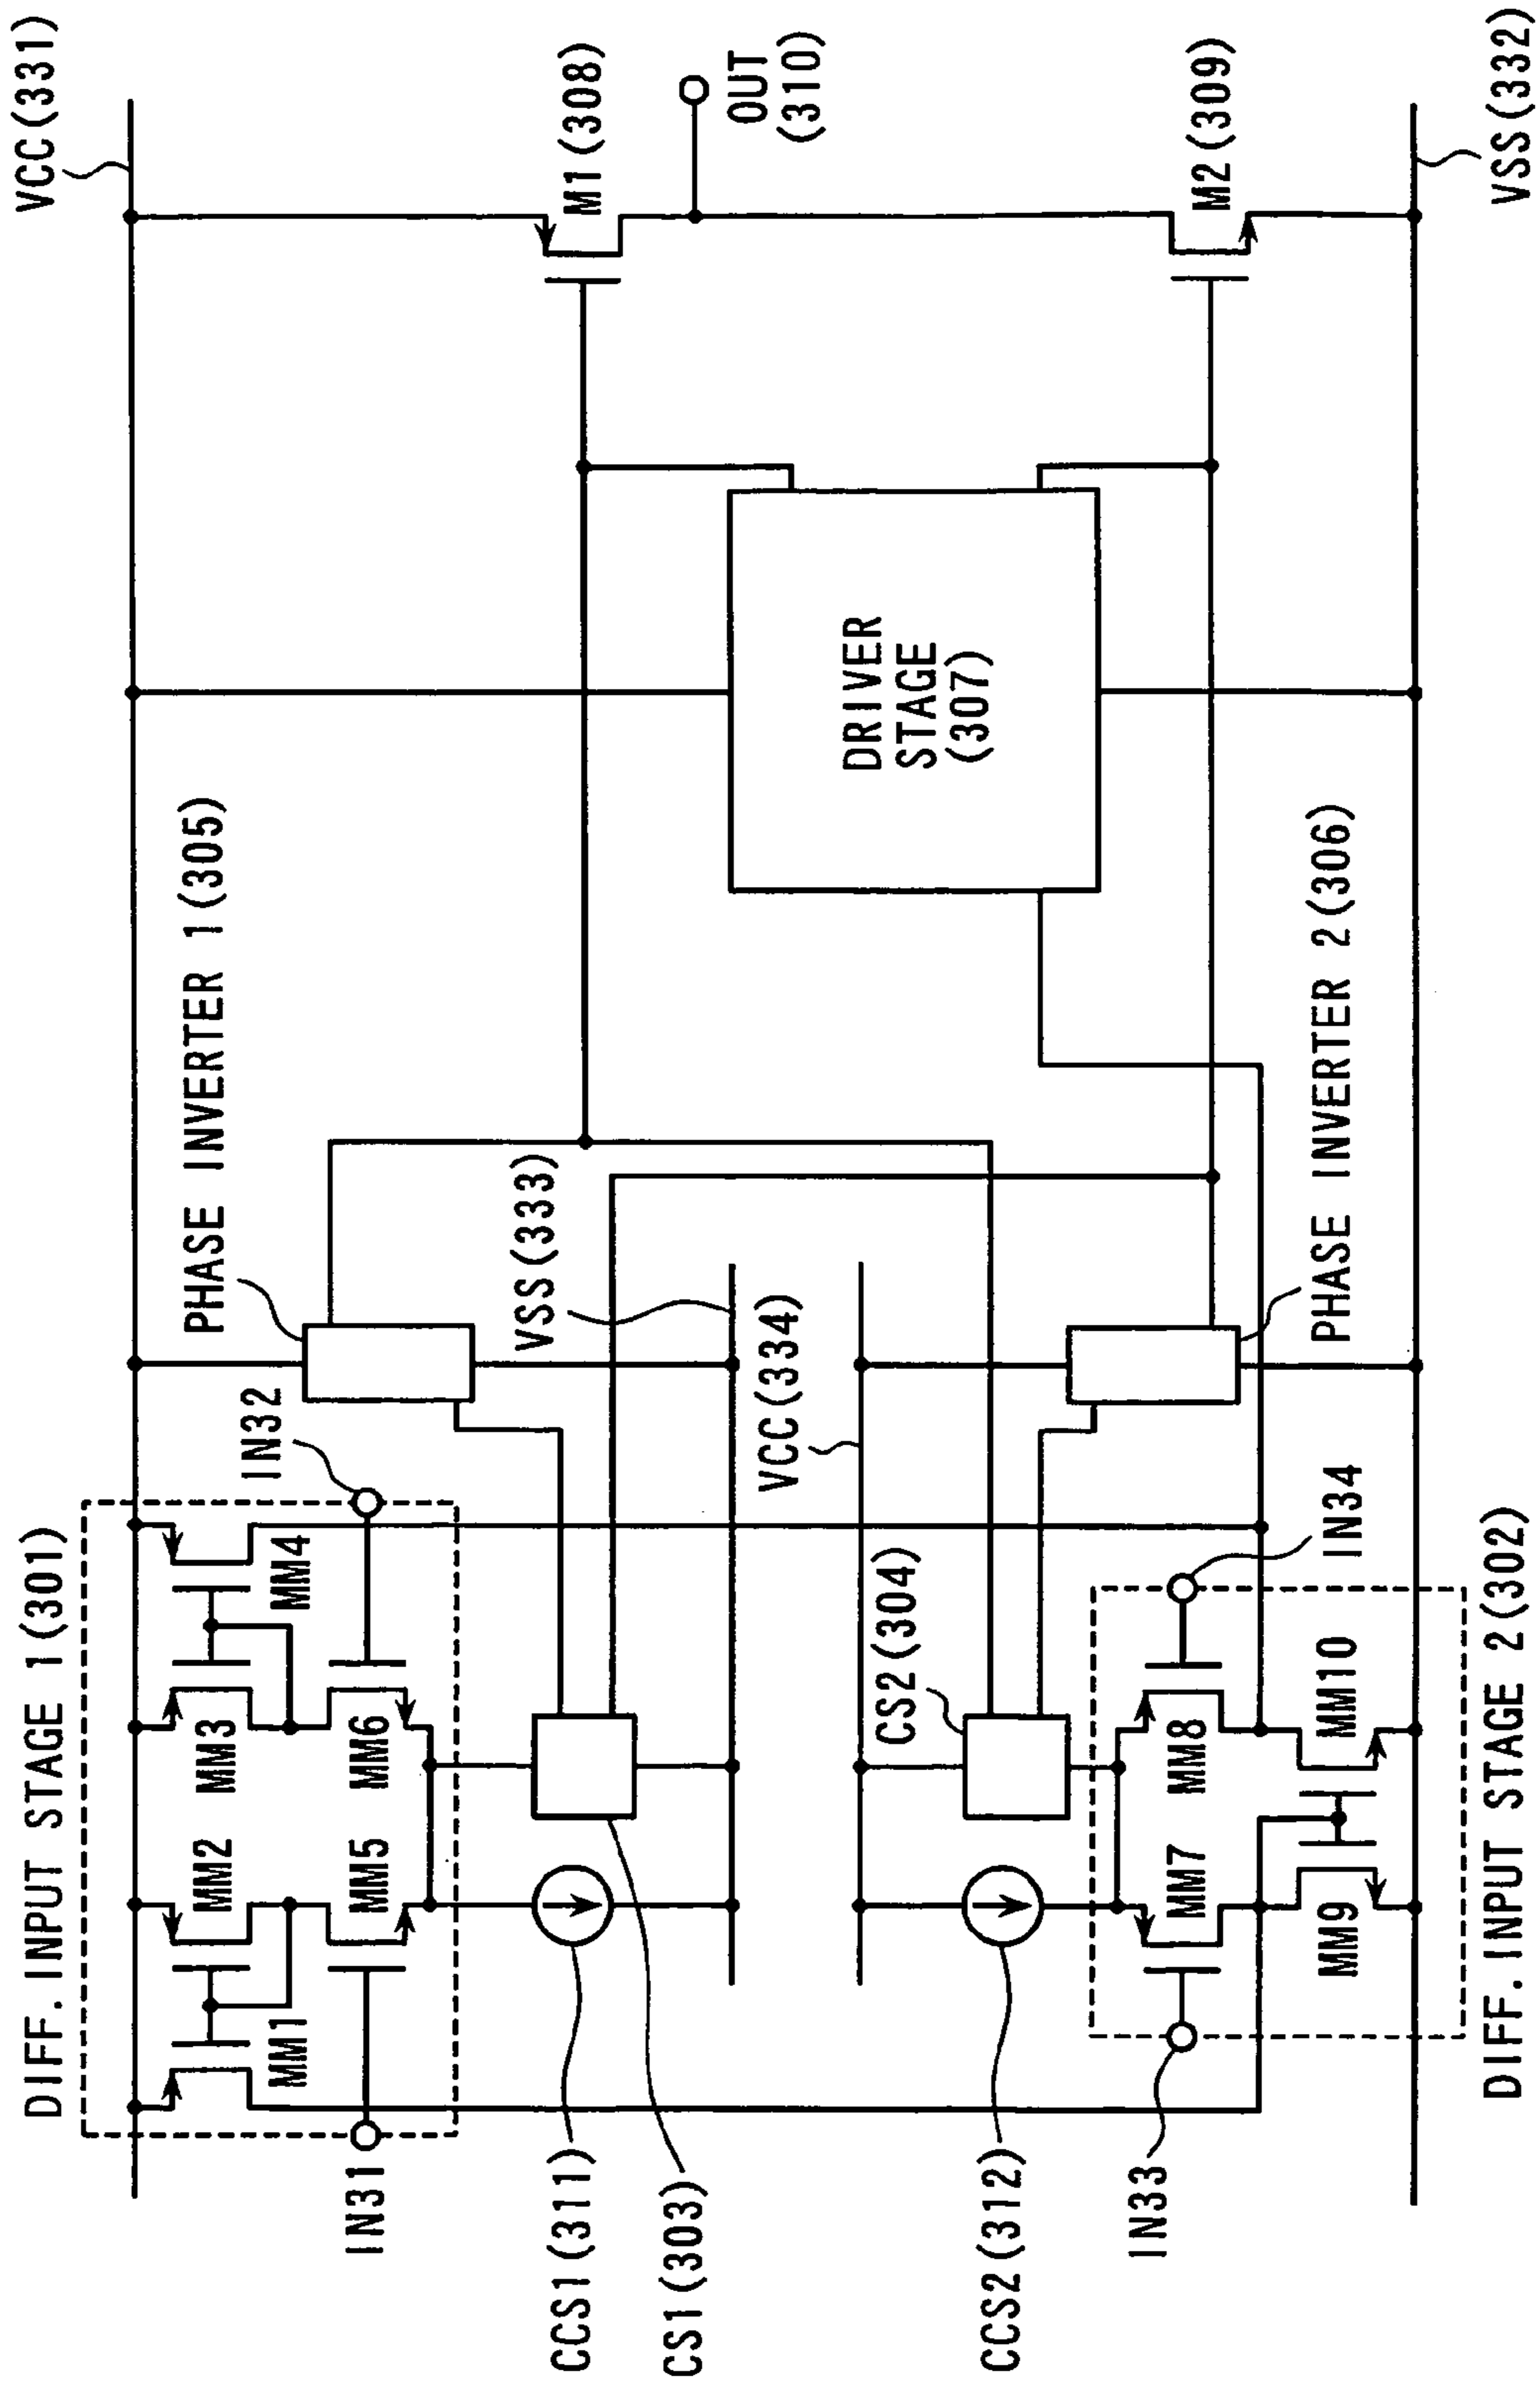 DIFF. INPUT STAGE 1(301)
VCC(331)
PHASE INVERTER 1(305)
MM1
MM2
MM3
MM4
IN31
MM5
MM6
IN32
VSS(333)
M1(308)
CCS1(311)
CS1(303)
OUT
(310)
VCC(334)
DRIVER
STAGE
(307)
CS2(304)
CCS2(312)
IN33
MM7
MM8
IN34
M2(309)
MM9
MM10
PHASE INVERTER 2(306)
DIFF. INPUT STAGE 2(302)
VSS(332)